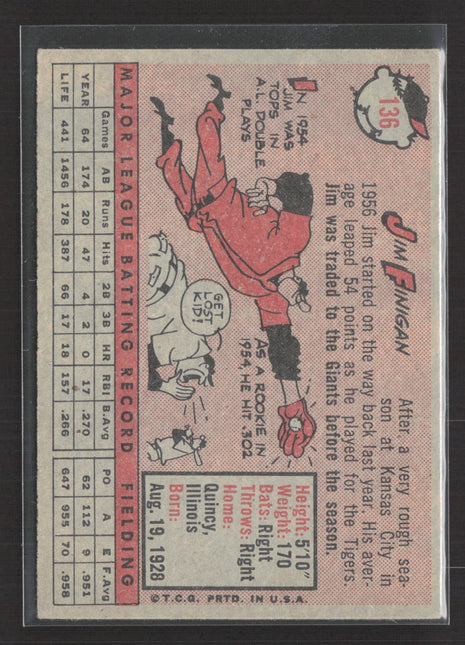 136
JIM FINIGAN
After, a very rough sea-
son at Kansas City in
1956 Jim started on the way back last year. His aver-
age leaped 54 points as he played for the Tigers.
Jim was traded to the Giants before the season.
IN 1954
JIM WAS
TOPS IN
A.L. DOUBLE
PLAYS
GET
LOST
KID!
AS A ROOKIE IN
1954, HE HIT .302
Height: 5'10"
Weight: 170
Bats: Right
Throws: Right
Home:
Quincy,
Illinois
Born:
Aug. 19, 1928
MAJOR LEAGUE BATTING RECORD FIELDING
Games AB Runs Hits 2B 3B HR RBI B.Avg PO A E F.Avg
YEAR 64 174 20 47 4 2 0 17 .270 62 112 9 .951
LIFE 441 1456 178 387 66 17 18 157 .266 647 955 70 .958
©T.C.G. PRTD. IN U.S.A.